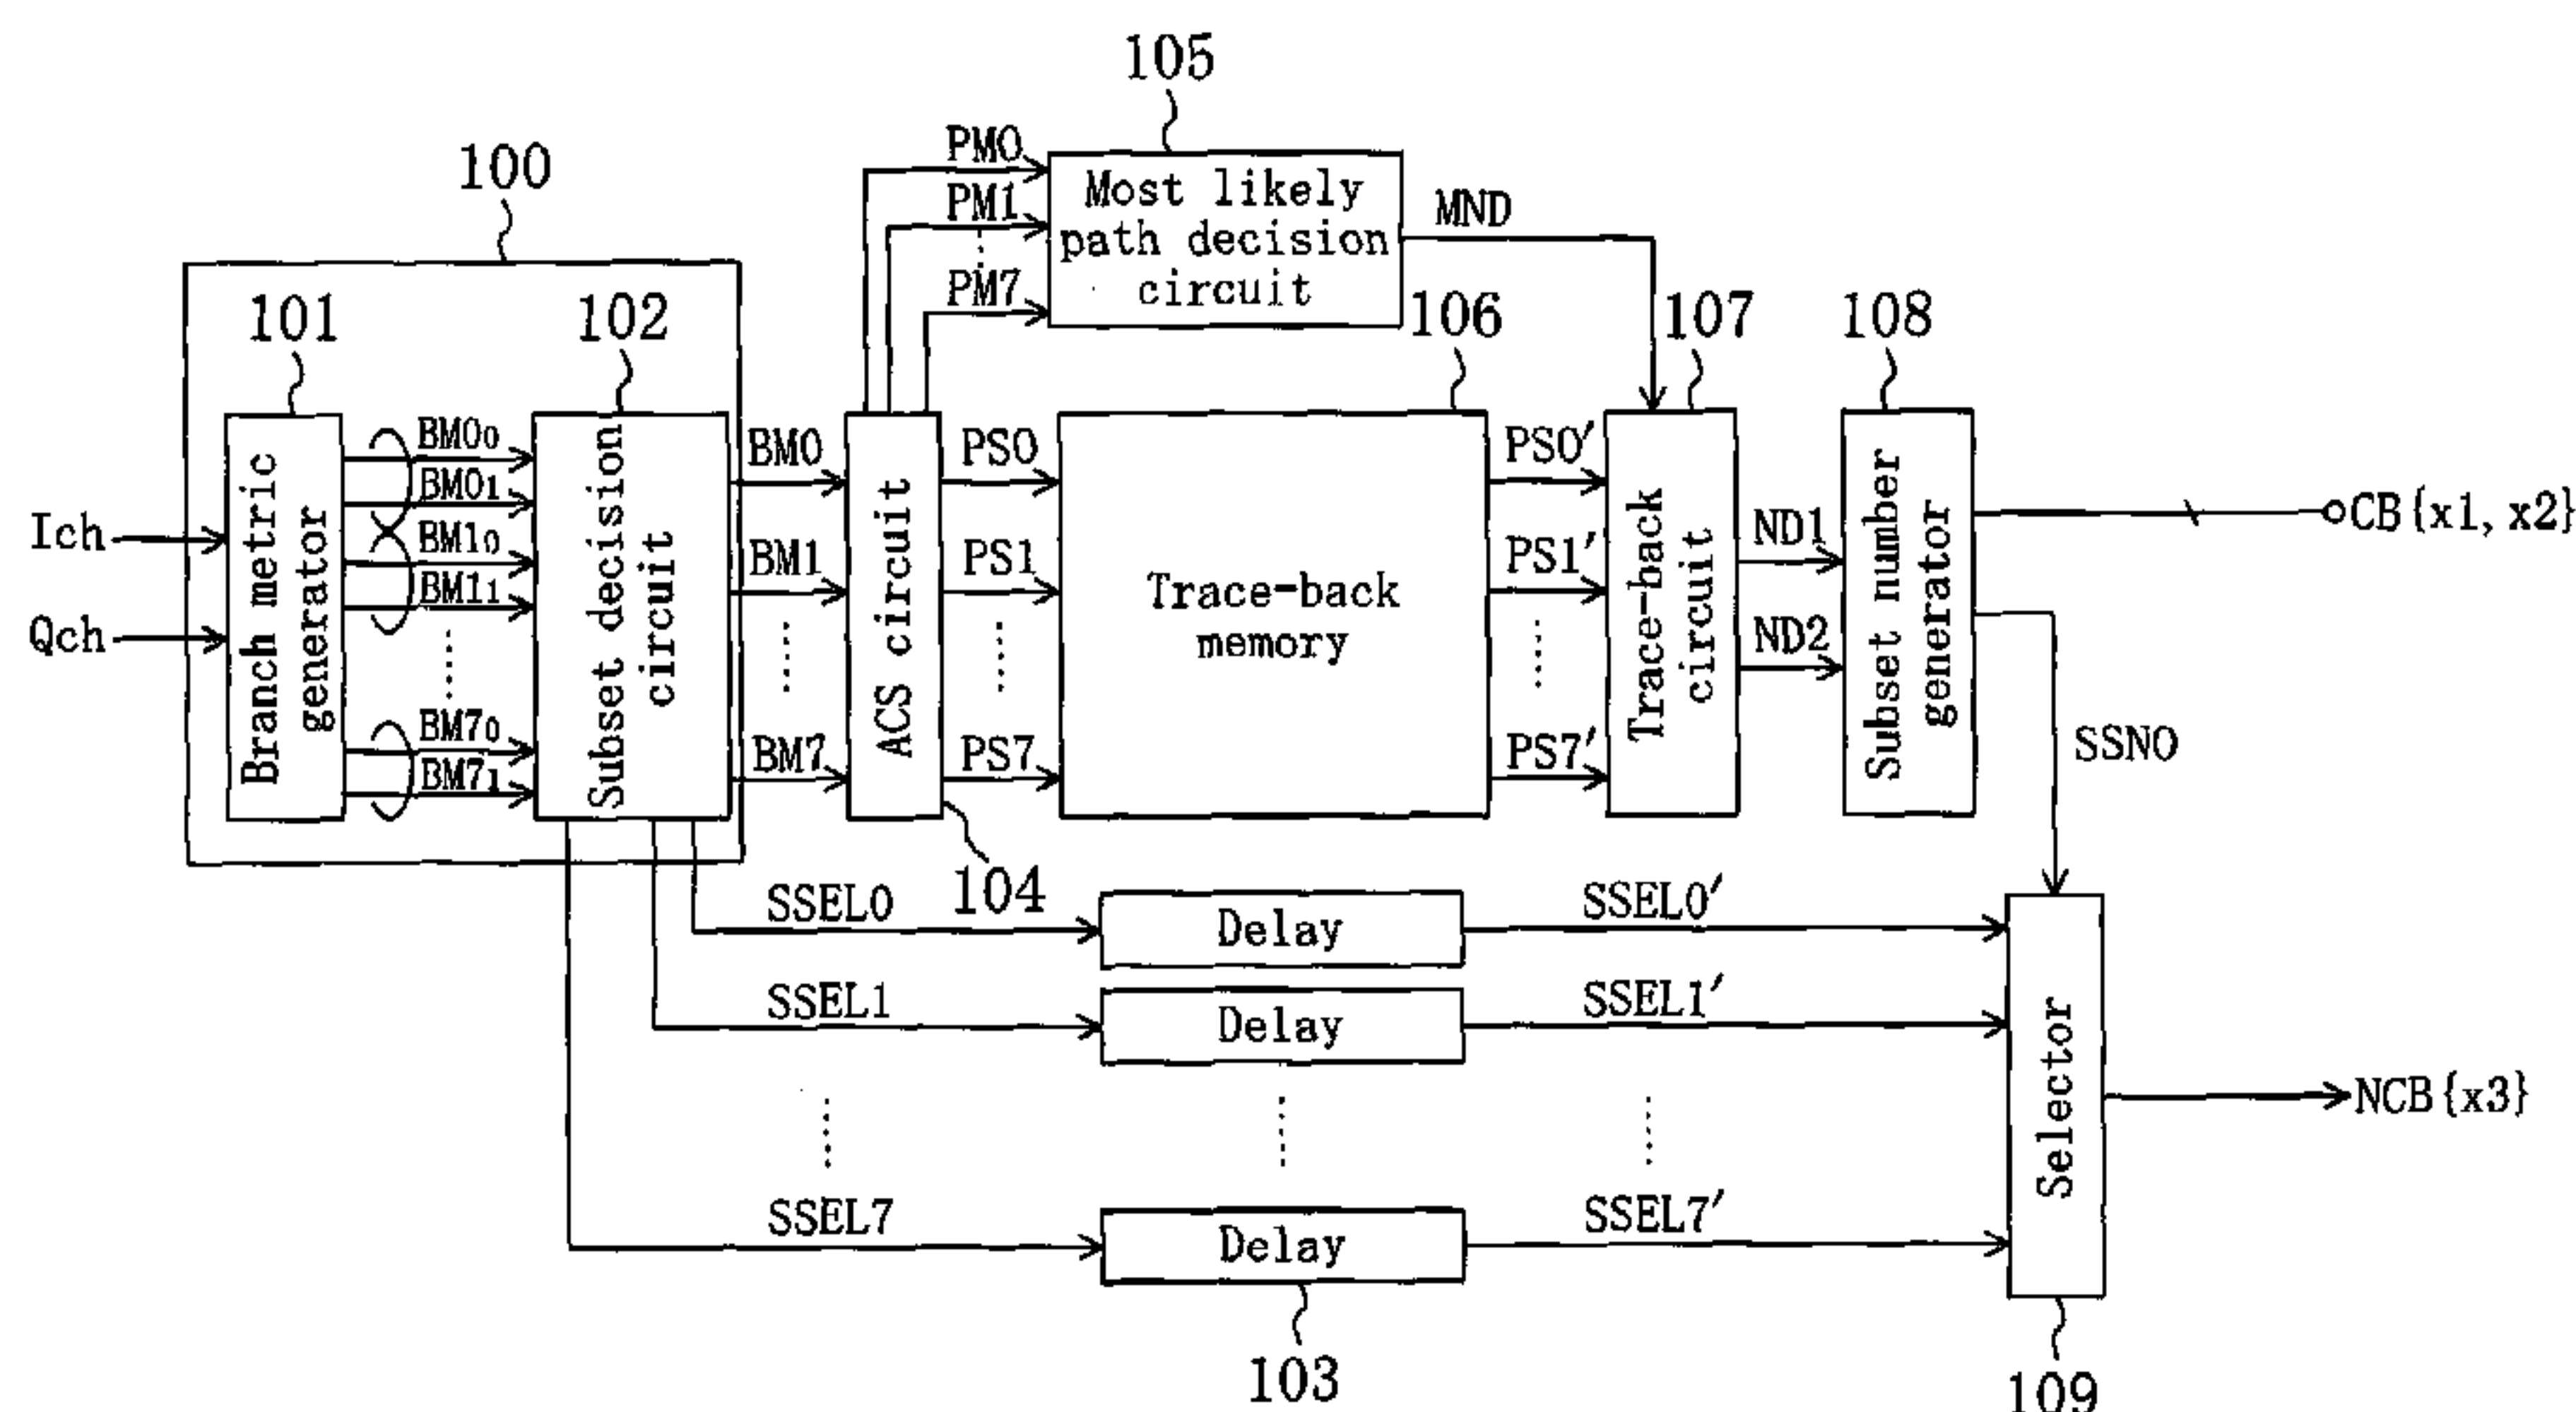 105
100
PM0
PM1
PM7
Most likely
path decision
circuit
MND
101
102
106
107
108
Ich
Qch
Branch metric
generator
BM0₀
BM0₁
BM1₀
BM1₁
BM7₀
BM7₁
Subset decision
circuit
BM0
BM1
BM7
ACS circuit
104
PS0
PS1
PS7
Trace-back
memory
PS0'
PS1'
PS7'
Trace-back
circuit
ND1
ND2
Subset number
generator
CB{x1, x2}
SSNO
SSEL0
Delay
SSEL0'
SSEL1
Delay
SSEL1'
SSEL7
Delay
SSEL7'
103
Selector
NCB{x3}
109